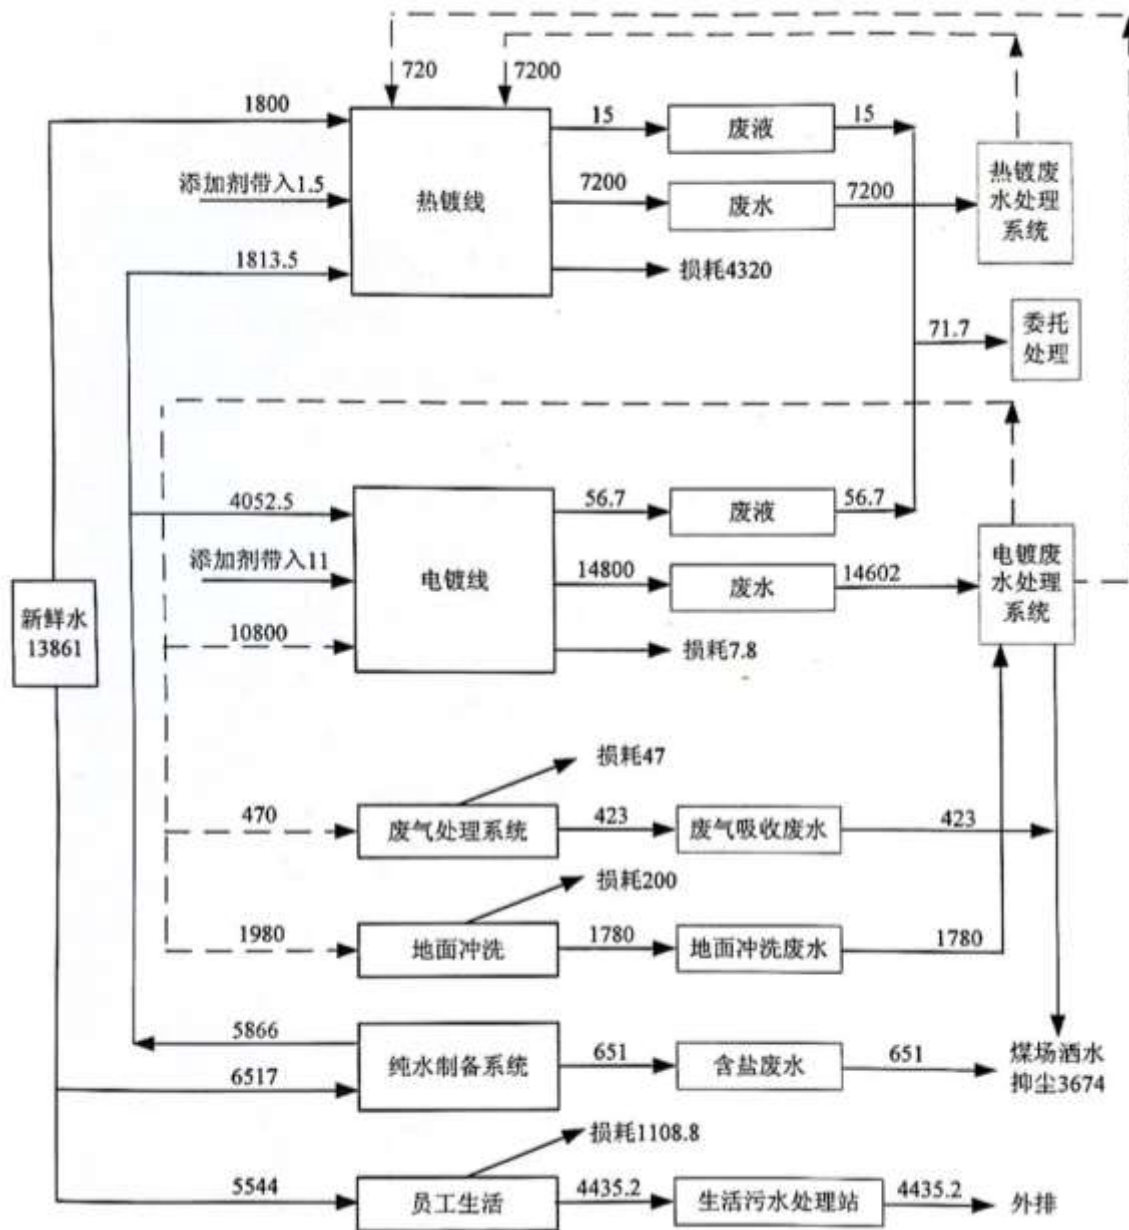 720
7200
1800
15
废液
15
添加剂带入1.5
热镀线
7200
废水
7200
热镀废
水处理
系统
1813.5
损耗4320
71.7
委托
处理
4052.5
56.7
废液
56.7
添加剂带入11
电镀线
14800
废水
14602
电镀废
水处理
系统
新鲜水
13861
10800
损耗7.8
损耗47
470
废气处理系统
423
废气吸收废水
423
损耗200
1980
地面冲洗
1780
地面冲洗废水
1780
5866
纯水制备系统
651
含盐废水
651
煤场洒水
抑尘3674
6517
损耗1108.8
5544
员工生活
4435.2
生活污水处理站
4435.2
外排